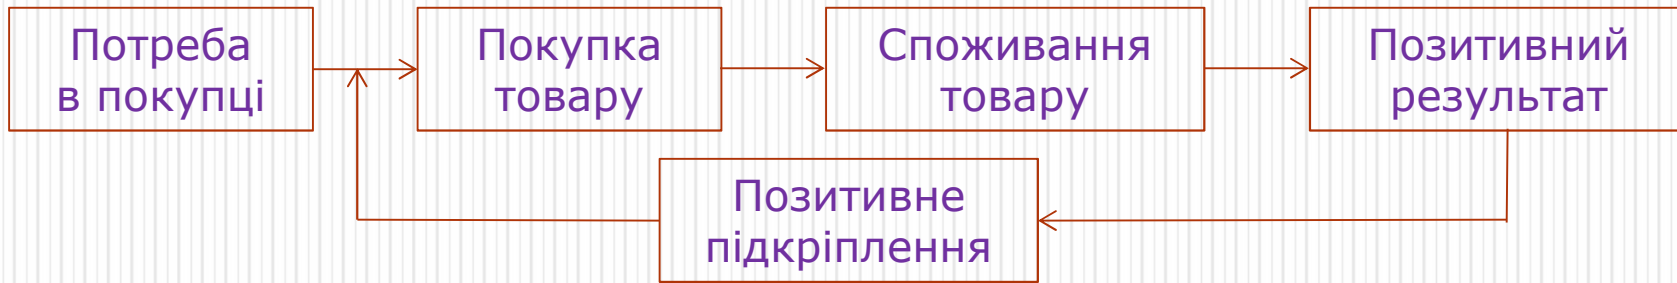 Потреба
в покупці
Покупка
товару
Споживання
товару
Позитивний
результат
Позитивне
підкріплення